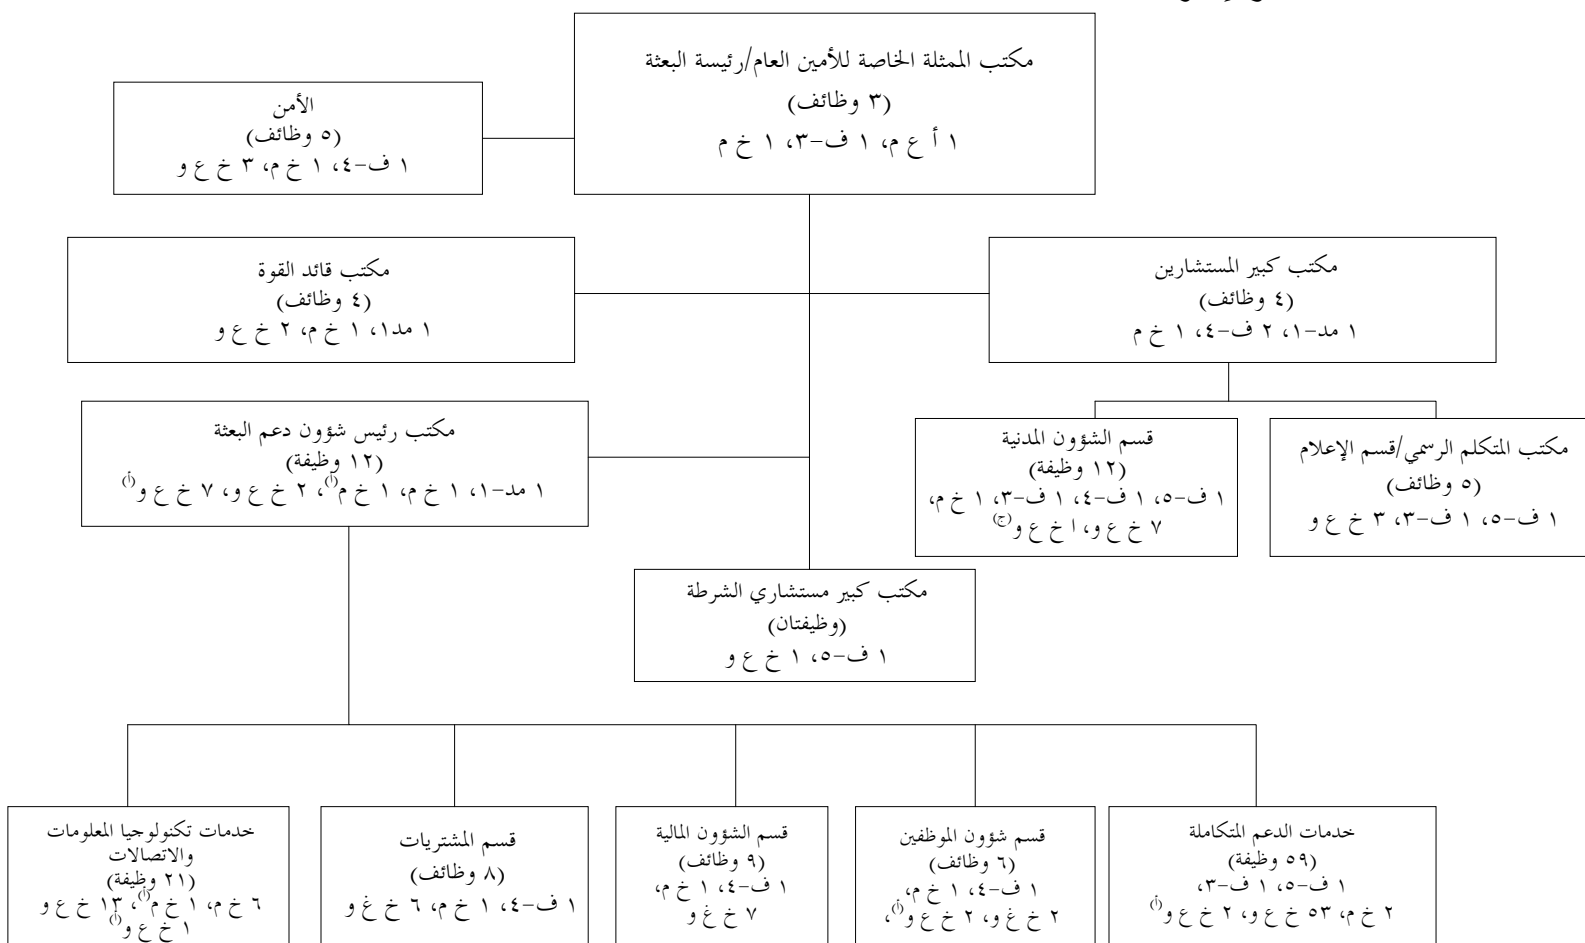 مكتب الممثلة الخاصة للأمين العام/رئيسة البعثة
(٣ وظائف)
١ أ ع م، ١ ف-٣، ١ خ م
الأمن
(٥ وظائف)
١ ف-٤، ١ خ م، ٣ خ ع و
مكتب كبير المستشارين
(٤ وظائف)
١ مد-١، ٢ ف-٤، ١ خ م
مكتب قائد القوة
(٤ وظائف)
١ مد١، ١ خ م، ٢ خ ع و
مكتب المتكلم الرسمي/قسم الإعلام
(٥ وظائف)
١ ف-٥، ١ ف-٣، ٣ خ ع و
قسم الشؤون المدنية
(١٢ وظيفة)
١ ف-٥، ١ ف-٤، ١ ف-٣، ١ خ م،
٧ خ ع و، ا خ ع و(ج)
مكتب رئيس شؤون دعم البعثة
(١٢ وظيفة)
١ مد-١، ١ خ م، ١ خ م(أ)، ٢ خ ع و، ٧ خ ع و(أ)
مكتب كبير مستشاري الشرطة
(وظيفتان)
١ ف-٥، ١ خ ع و
خدمات الدعم المتكاملة
(٥٩ وظيفة)
١ ف-٥، ١ ف-٣،
٢ خ م، ٥٣ خ ع و، ٢ خ ع و(أ)
قسم شؤون الموظفين
(٦ وظائف)
١ ف-٤، ١ خ م،
٢ خ غ و، ٢ خ ع و(أ)،
قسم الشؤون المالية
(٩ وظائف)
١ ف-٤، ١ خ م،
٧ خ غ و
قسم المشتريات
(٨ وظائف)
١ ف-٤، ١ خ م، ٦ خ غ و
خدمات تكنولوجيا المعلومات
والاتصالات
(٢١ وظيفة)
٦ خ م، ١ خ م(أ)، ١٣ خ ع و
١ خ ع و(أ)